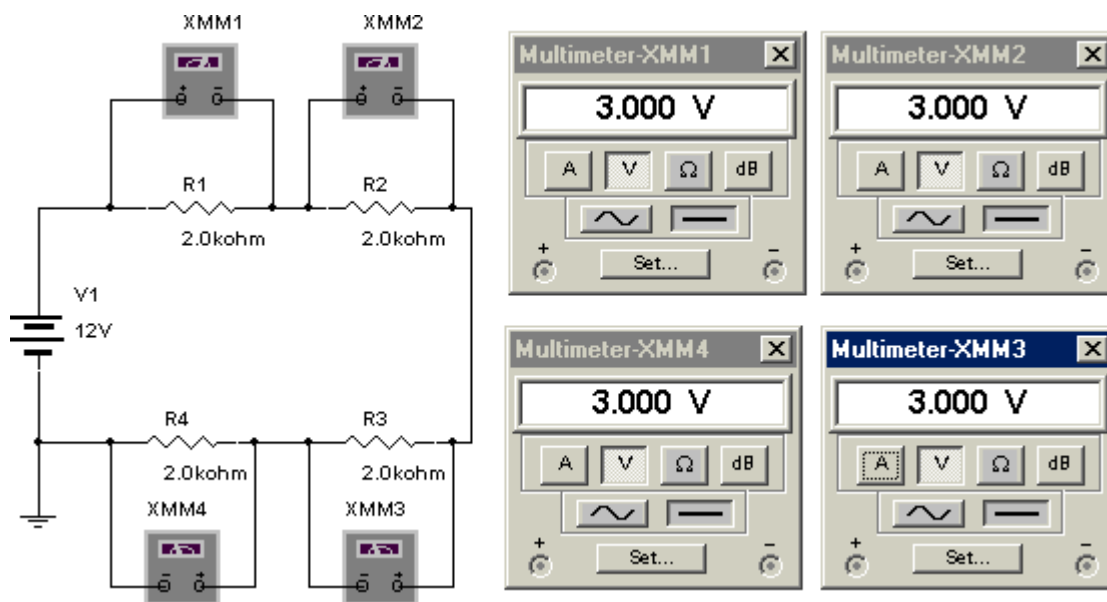 XMM1
XMM2
R1
R2
2.0kohm
2.0kohm
V1
12V
R4
R3
2.0kohm
2.0kohm
XMM4
XMM3
Multimeter-XMM1
3.000 V
A V Ω dB
+ Set... −
Multimeter-XMM2
3.000 V
A V Ω dB
+ Set... −
Multimeter-XMM4
3.000 V
A V Ω dB
+ Set... −
Multimeter-XMM3
3.000 V
A V Ω dB
+ Set... −